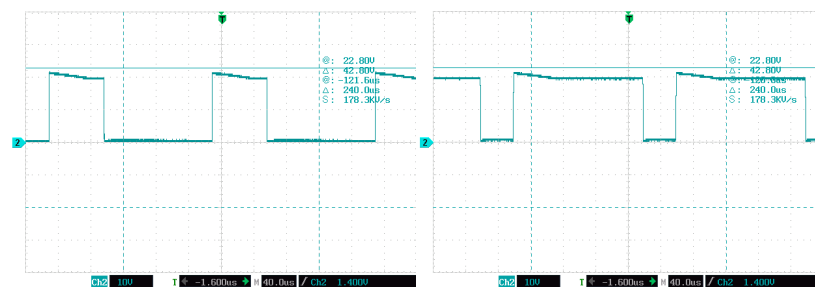 T
@: 22.80V
Δ: 42.80V
@: -121.6us
Δ: 240.0us
S: 178.3KV/s
2
Ch2 10V T -1.600us M 40.0us / Ch2 1.400V
T
@: 22.80V
Δ: 42.80V
Δ: 240.0us
S: 178.3KV/s
2
Ch2 10V T -1.600us M 40.0us / Ch2 1.400V